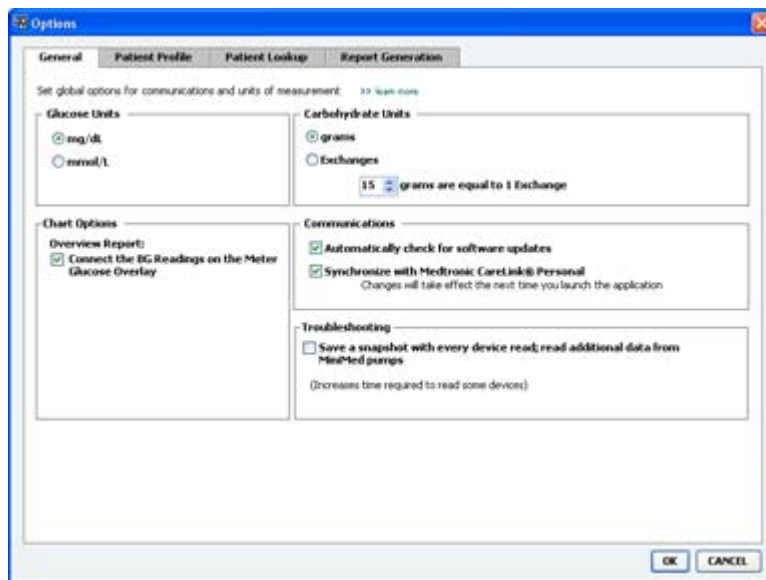 Options
General
Patient Profile
Patient Lookup
Report Generation
Set global options for communications and units of measurement >> learn more
Glucose Units
mg/dL
mmol/L
Carbohydrate Units
grams
Exchanges
15 grams are equal to 1 Exchange
Chart Options
Overview Report:
Connect the BG Readings on the Meter
Glucose Overlay
Communications
Automatically check for software updates
Synchronize with Medtronic CareLink® Personal
Changes will take effect the next time you launch the application
Troubleshooting
Save a snapshot with every device read; read additional data from
MiniMed pumps
(Increases time required to read some devices)
OK
CANCEL